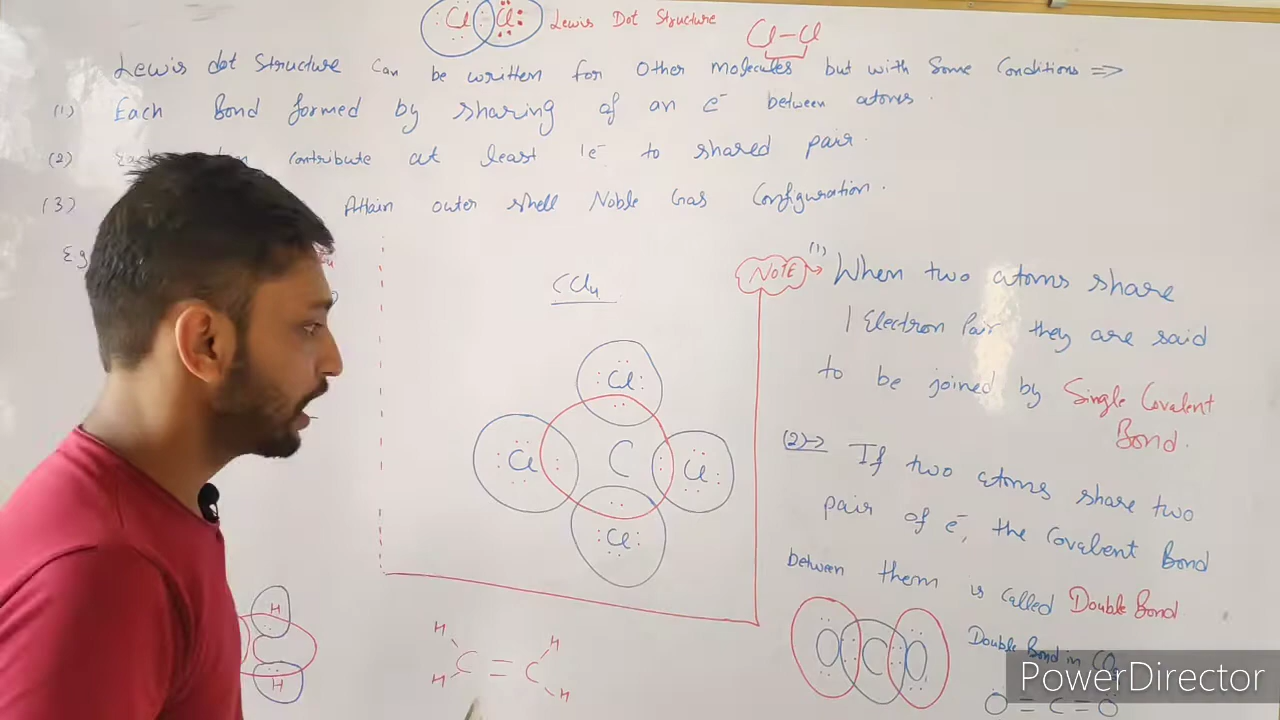 Cl Cl Lewis Dot Structure Cl-Cl
Lewis dot Structure Can be written for Other molecules but with Some Conditions =>
(1) Each Bond formed by sharing of an e⁻ between atoms.
(2) contribute at least 1e⁻ to shared pair.
(3) Attain outer shell Noble Gas Configuration.
Eg
CCl4
Cl
Cl C Cl
Cl
NOTE → (1) When two atoms share
1 Electron Pair they are said
to be joined by Single Covalent
Bond.
(2)→ If two atoms share two
pair of e⁻, the Covalent Bond
between them is called Double Bond
O C O
Double Bond in CO2
O = C = O
H
H
H H
C = C
H H
PowerDirector